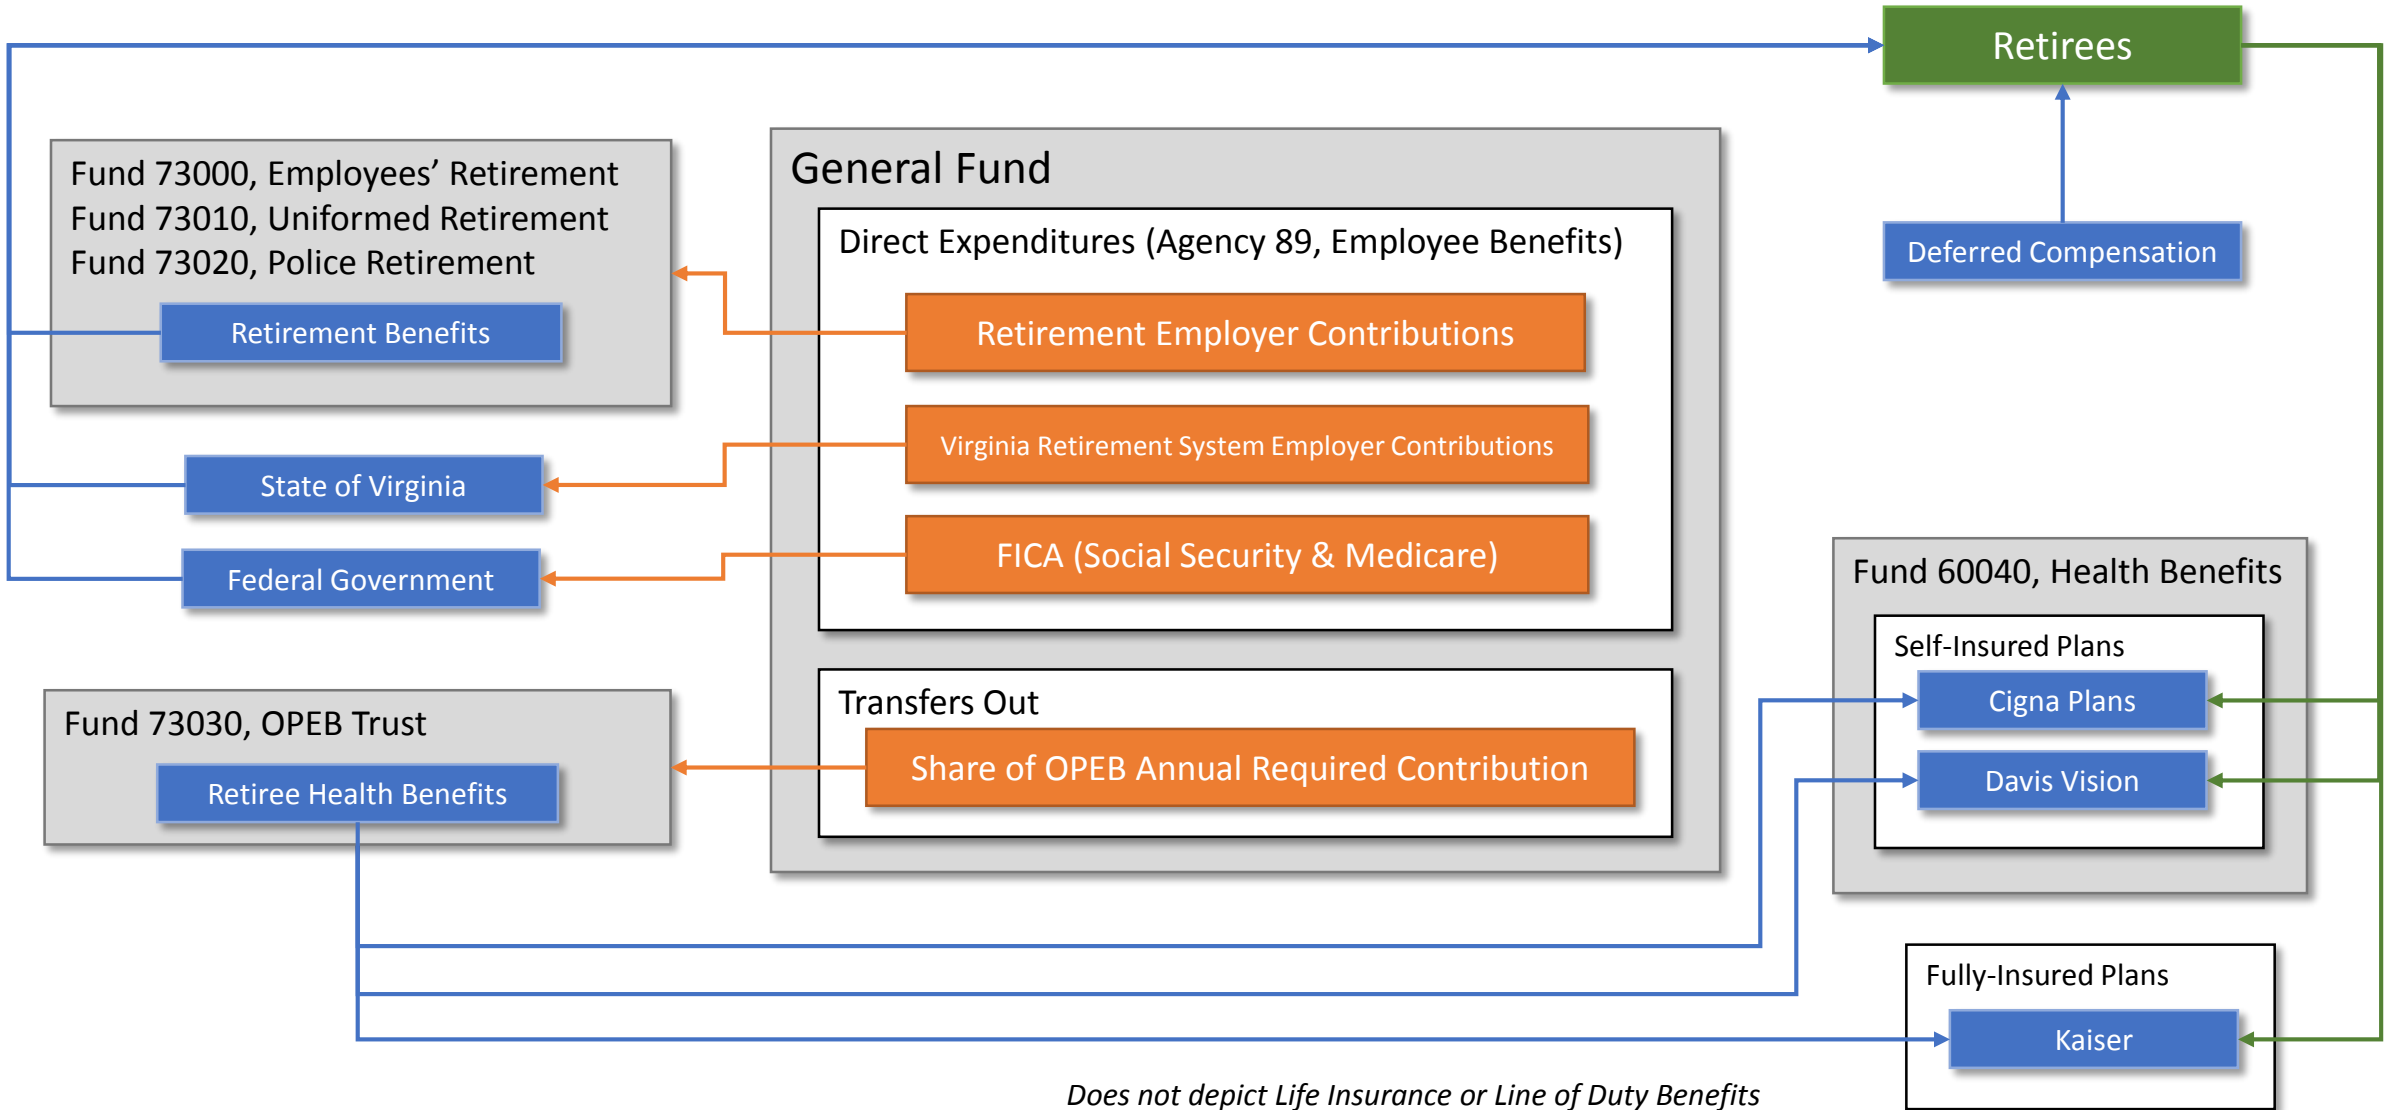 Retirees
Fund 73000, Employees’ Retirement
Fund 73010, Uniformed Retirement
Fund 73020, Police Retirement
Retirement Benefits
General Fund
Direct Expenditures (Agency 89, Employee Benefits)
Retirement Employer Contributions
Virginia Retirement System Employer Contributions
FICA (Social Security & Medicare)
Deferred Compensation
State of Virginia
Federal Government
Fund 60040, Health Benefits
Self-Insured Plans
Cigna Plans
Davis Vision
Fund 73030, OPEB Trust
Retiree Health Benefits
Transfers Out
Share of OPEB Annual Required Contribution
Fully-Insured Plans
Kaiser
Does not depict Life Insurance or Line of Duty Benefits